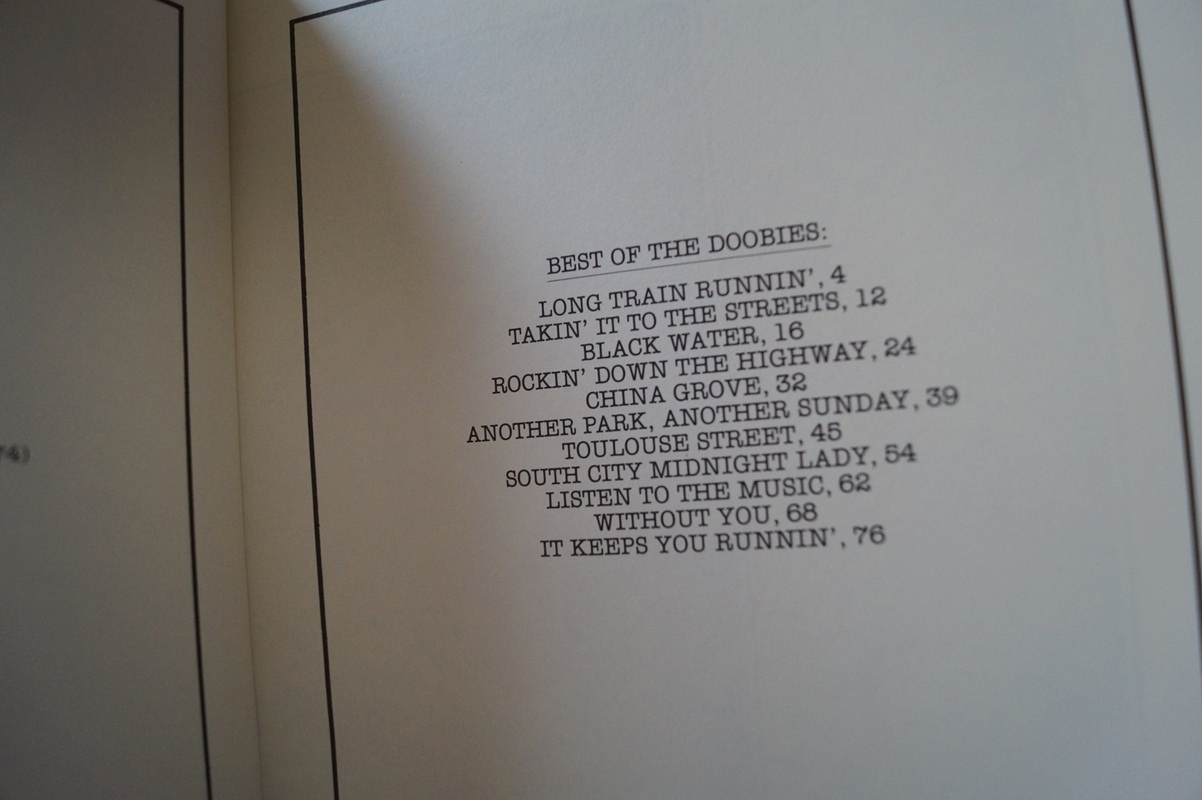 BEST OF THE DOOBIES:
LONG TRAIN RUNNIN', 4
TAKIN' IT TO THE STREETS, 12
BLACK WATER, 16
ROCKIN' DOWN THE HIGHWAY, 24
CHINA GROVE, 32
ANOTHER PARK, ANOTHER SUNDAY, 39
TOULOUSE STREET, 45
SOUTH CITY MIDNIGHT LADY, 54
LISTEN TO THE MUSIC, 62
WITHOUT YOU, 68
IT KEEPS YOU RUNNIN', 76